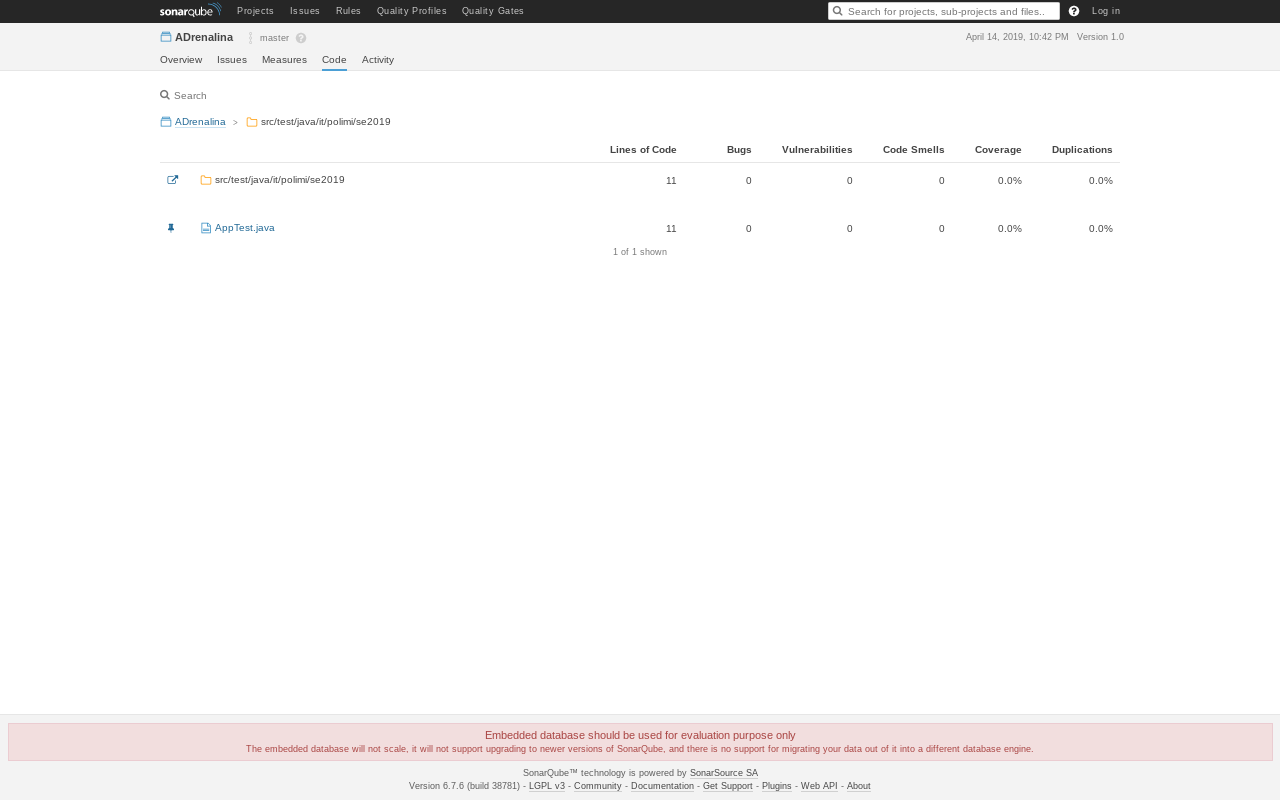 sonarqube Projects Issues Rules Quality Profiles Quality Gates Search for projects, sub-projects and files.. Log in
ADrenalina master April 14, 2019, 10:42 PM Version 1.0
Overview Issues Measures Code Activity
Search
ADrenalina > src/test/java/it/polimi/se2019
Lines of Code Bugs Vulnerabilities Code Smells Coverage Duplications
src/test/java/it/polimi/se2019 11 0 0 0 0.0% 0.0%
AppTest.java 11 0 0 0 0.0% 0.0%
1 of 1 shown
Embedded database should be used for evaluation purpose only
The embedded database will not scale, it will not support upgrading to newer versions of SonarQube, and there is no support for migrating your data out of it into a different database engine.
SonarQube™ technology is powered by SonarSource SA
Version 6.7.6 (build 38781) - LGPL v3 - Community - Documentation - Get Support - Plugins - Web API - About